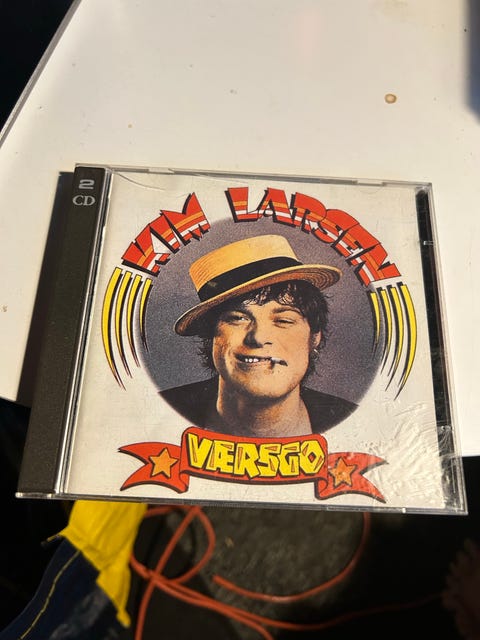 2
CD
KIM LARSEN
VÆRSGO